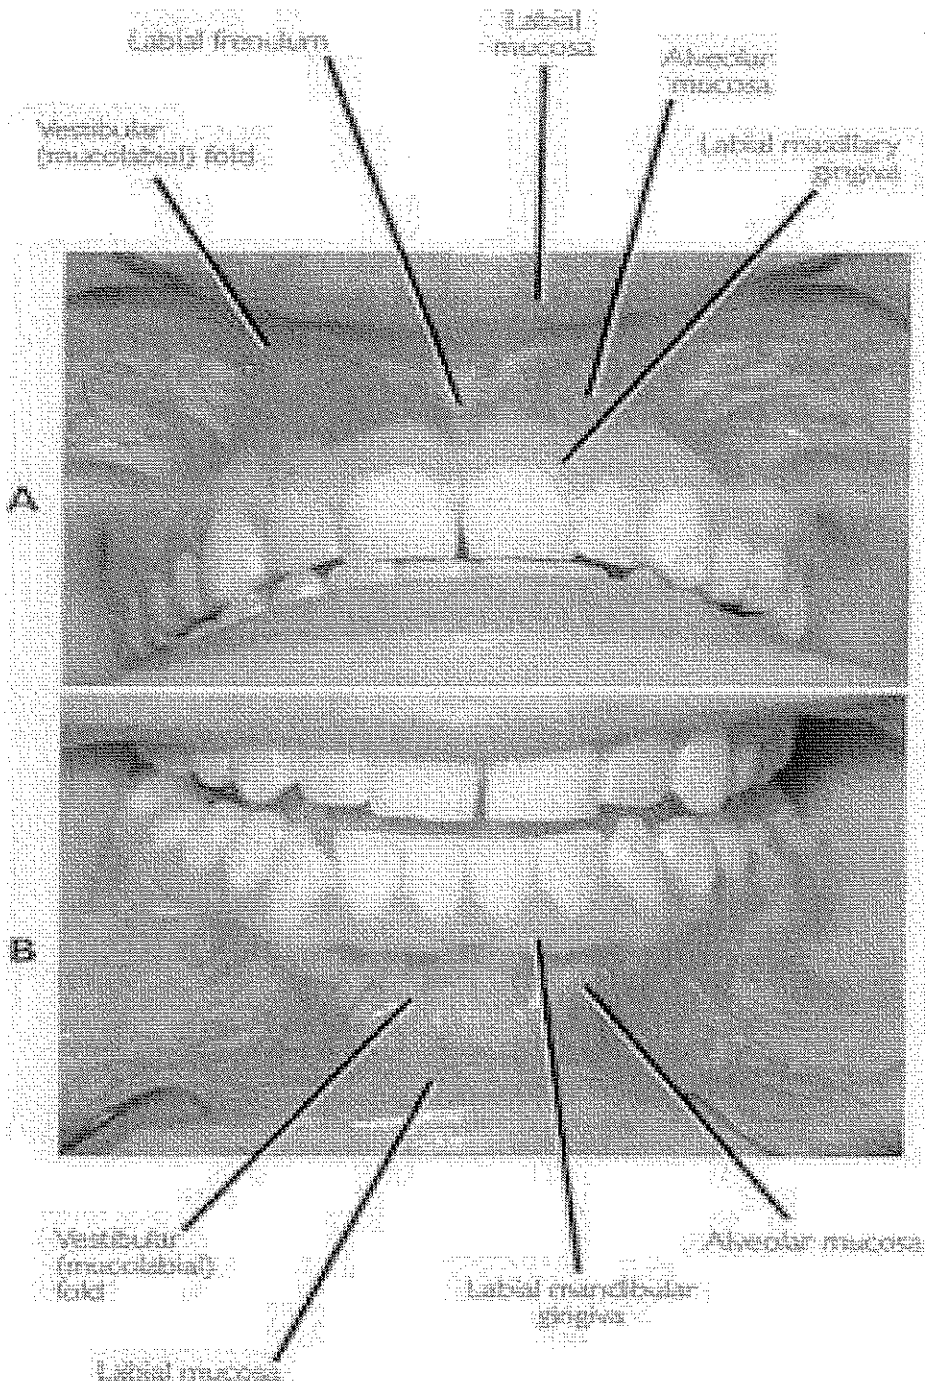 Labial frenulum
Labial
mucosa
Alveolar
mucosa
Vestibular
(mucolabial) fold
Labial maxillary
gingiva
A
B
Vestibular
(mucolabial)
fold
Alveolar mucosa
Labial mandibular
gingiva
Labial mucosa